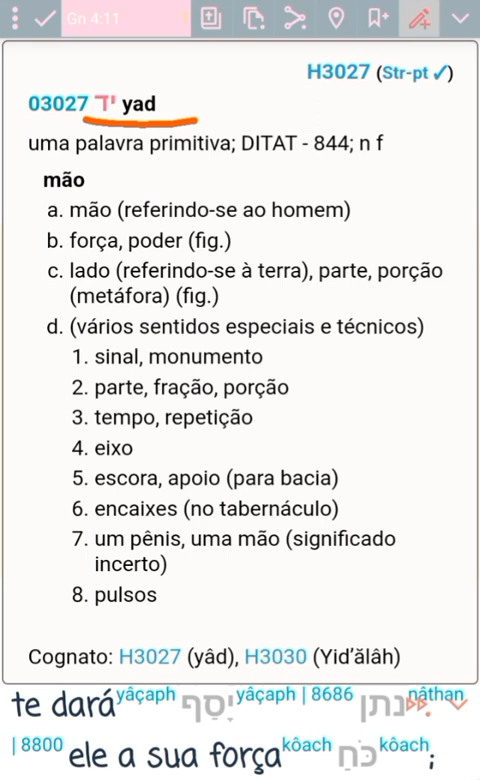 Gn 4:11
H3027 (Str-pt ✓)
03027 יד yad
uma palavra primitiva; DITAT - 844; n f
mão
a. mão (referindo-se ao homem)
b. força, poder (fig.)
c. lado (referindo-se à terra), parte, porção
(metáfora) (fig.)
d. (vários sentidos especiais e técnicos)
1. sinal, monumento
2. parte, fração, porção
3. tempo, repetição
4. eixo
5. escora, apoio (para bacia)
6. encaixes (no tabernáculo)
7. um pênis, uma mão (significado
incerto)
8. pulsos
Cognato: H3027 (yâd), H3030 (Yidʼălâh)
te dará yâçaph יָסַף yâçaph | 8686 נתן nâthan
| 8800 ele a sua força kôach כֹּחַ kôach ;